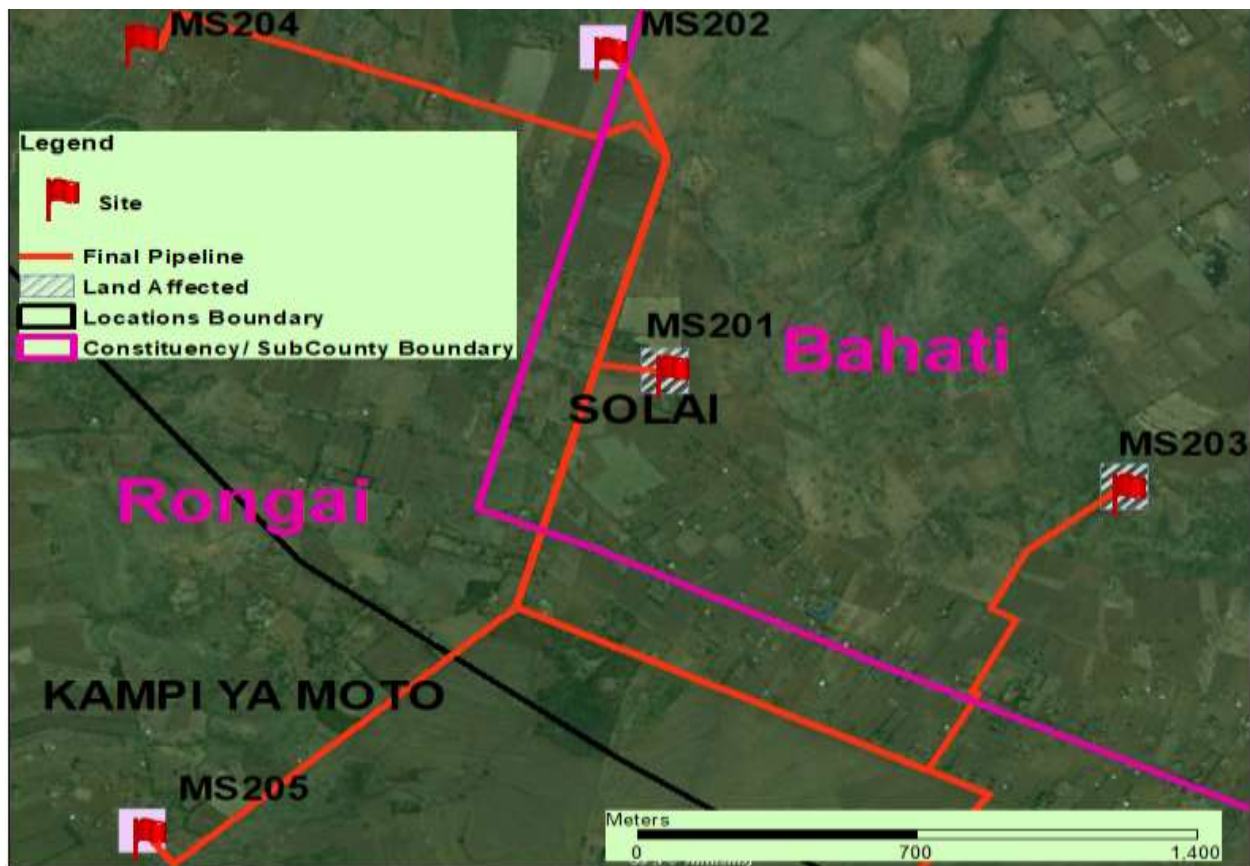 MS204
MS202
Legend
Site
Final Pipeline
Land Affected
Locations Boundary
Constituency/ SubCounty Boundary
MS201
Bahati
SOLAI
MS203
Rongai
KAMPI YA MOTO
MS205
Meters
0 700 1,400